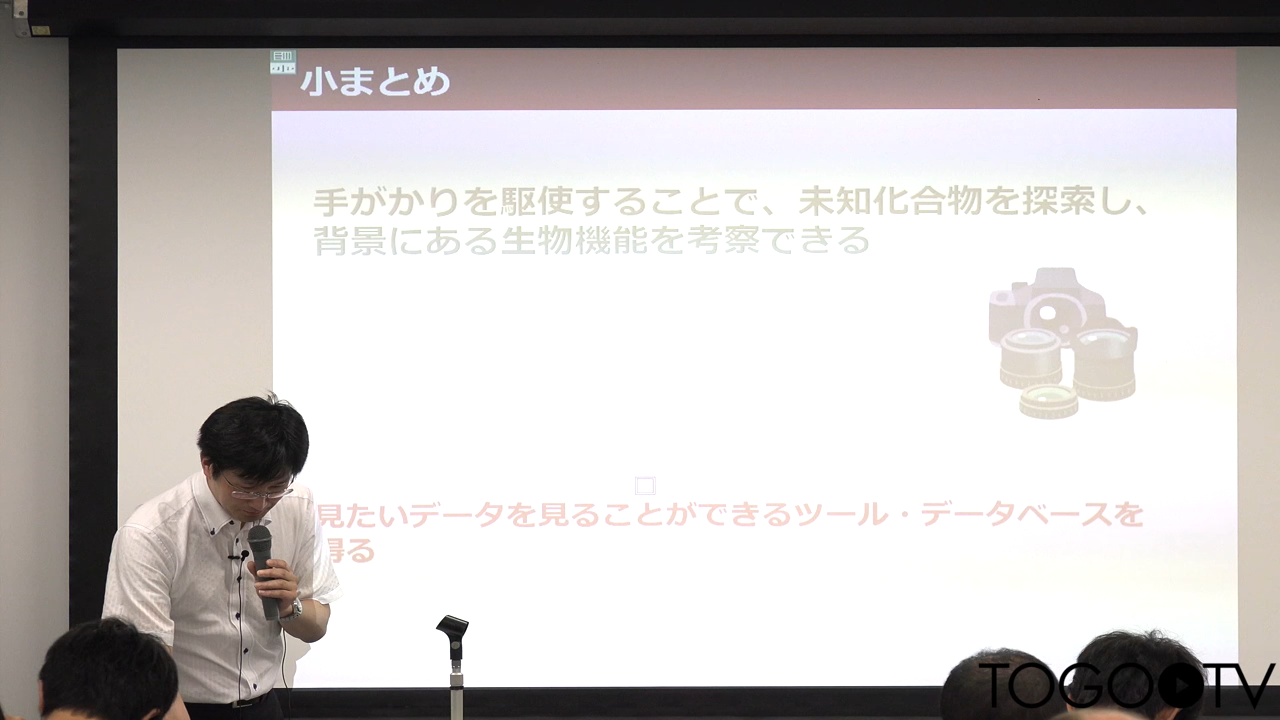 小まとめ
手がかりを駆使することで、未知化合物を探索し、
背景にある生物機能を考察できる
見たいデータを見ることができるツール・データベースを
得る
TOGO TV